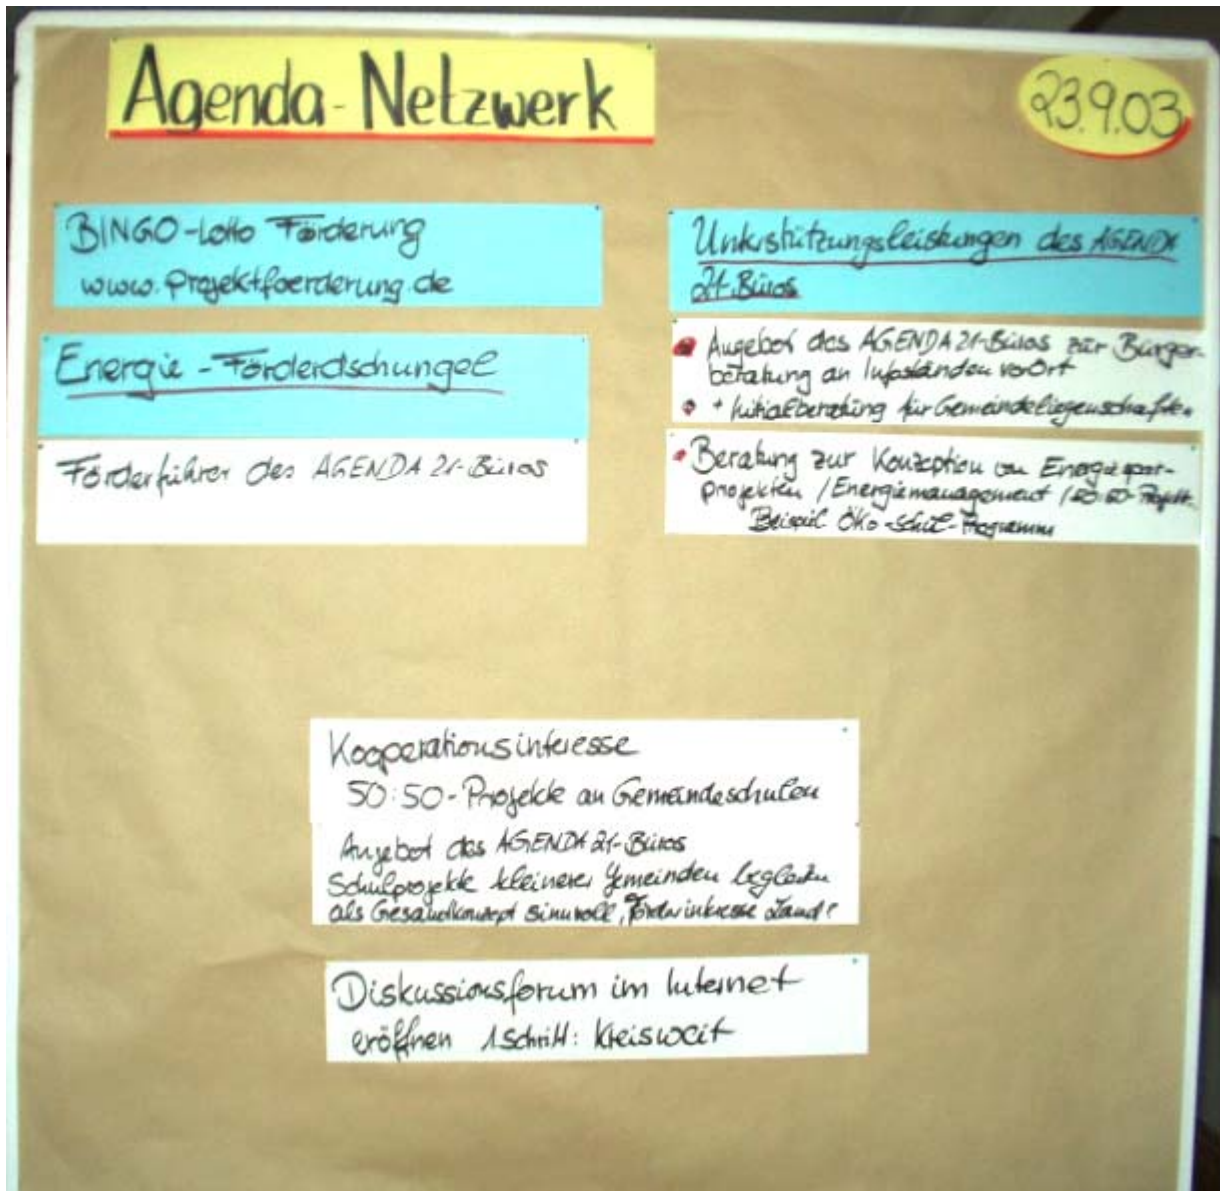 Agenda-Netzwerk
23.9.03
BINGO-Lotto Förderung
www.projektfoerderung.de
Energie-Förderdschungel
Förderführer des AGENDA 21-Büros
Unterstützungsleistungen des AGENDA
21-Büros
Angebot des AGENDA 21-Büros zur Bürger-
beratung an Infoständen vor Ort
+ Initialberatung für Gemeindeliegenschaften
Beratung zur Konzeption von Energiespar-
projekten / Energiemanagement / 50:50-Projekt
Beispiel Öko-Schul-Programm
Kooperationsinteresse
50:50-Projekte an Gemeindeschulen
Angebot des AGENDA 21-Büros
Schulprojekte kleinerer Gemeinden begleiten
als Gesamtkonzept sinnvoll, Förderinteresse Land?
Diskussionsforum im Internet
eröffnen 1 Schritt: kreisweit